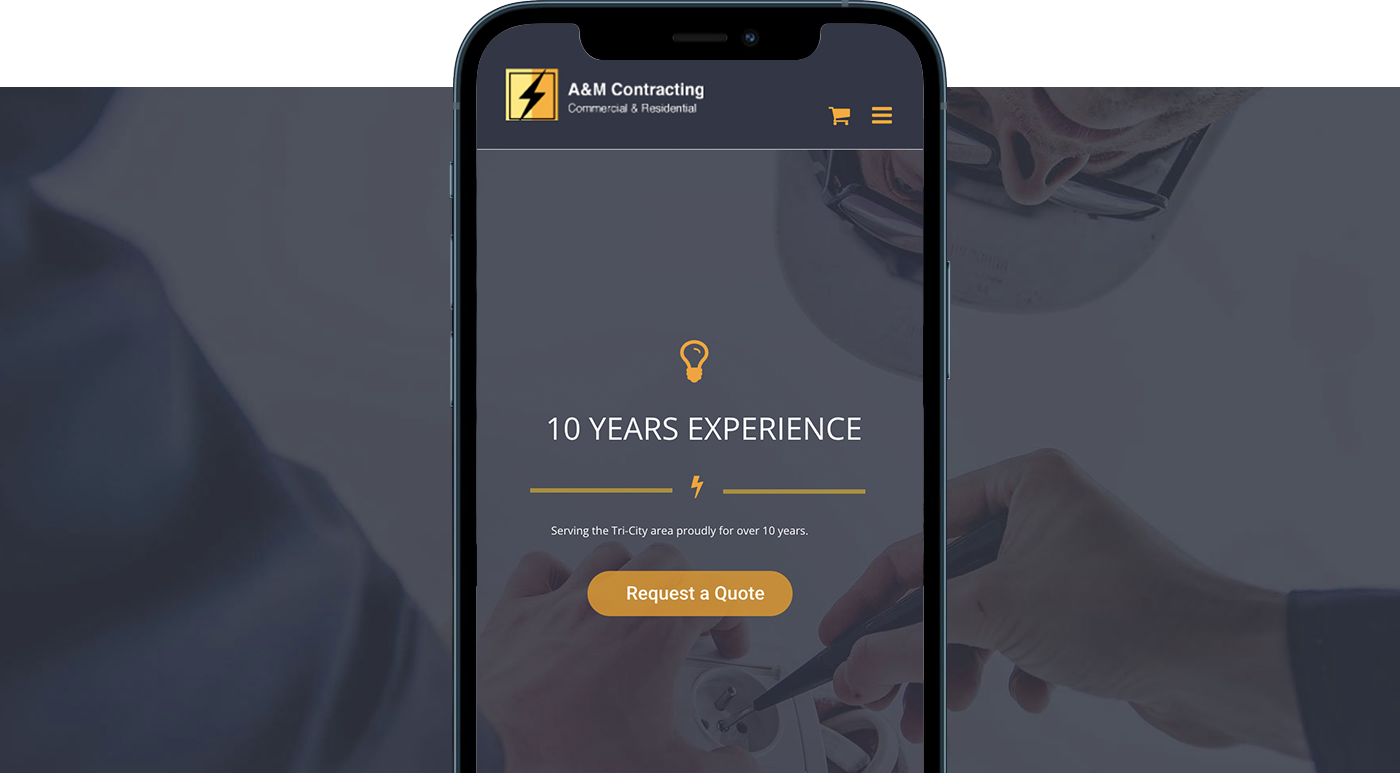 A&M Contracting
Commercial & Residential
10 YEARS EXPERIENCE
Serving the Tri-City area proudly for over 10 years.
Request a Quote